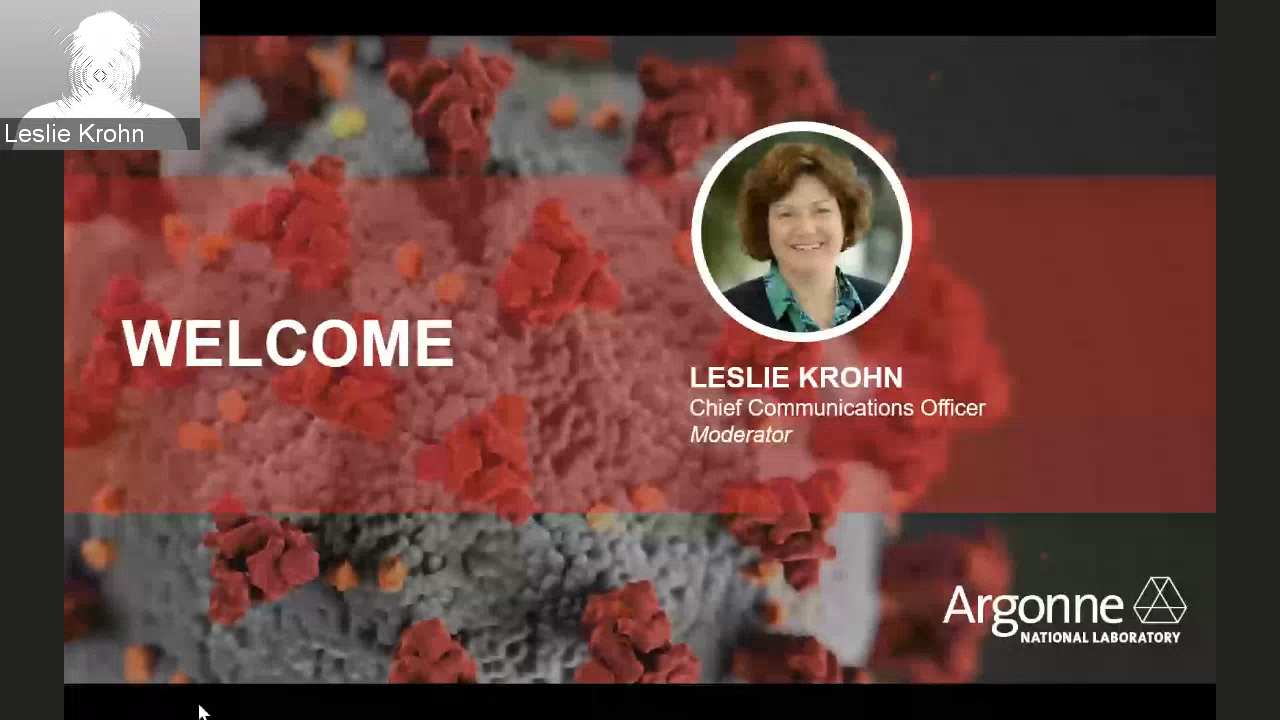 Leslie Krohn
WELCOME
LESLIE KROHN
Chief Communications Officer
Moderator
Argonne
NATIONAL LABORATORY